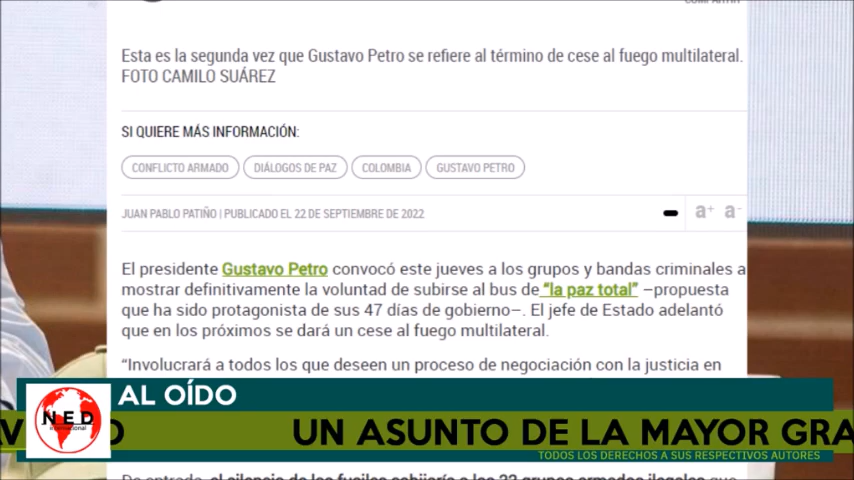 Esta es la segunda vez que Gustavo Petro se refiere al término de cese al fuego multilateral.
FOTO CAMILO SUÁREZ
SI QUIERE MÁS INFORMACIÓN:
CONFLICTO ARMADO DIÁLOGOS DE PAZ COLOMBIA GUSTAVO PETRO
JUAN PABLO PATIÑO | PUBLICADO EL 22 DE SEPTIEMBRE DE 2022
a+ a-
El presidente Gustavo Petro convocó este jueves a los grupos y bandas criminales a
mostrar definitivamente la voluntad de subirse al bus de “la paz total” –propuesta
que ha sido protagonista de sus 47 días de gobierno–. El jefe de Estado adelantó
que en los próximos se dará un cese al fuego multilateral.
“Involucrará a todos los que deseen un proceso de negociación con la justicia en
AL OÍDO
NED
International
UN ASUNTO DE LA MAYOR GRA
TODOS LOS DERECHOS A SUS RESPECTIVOS AUTORES